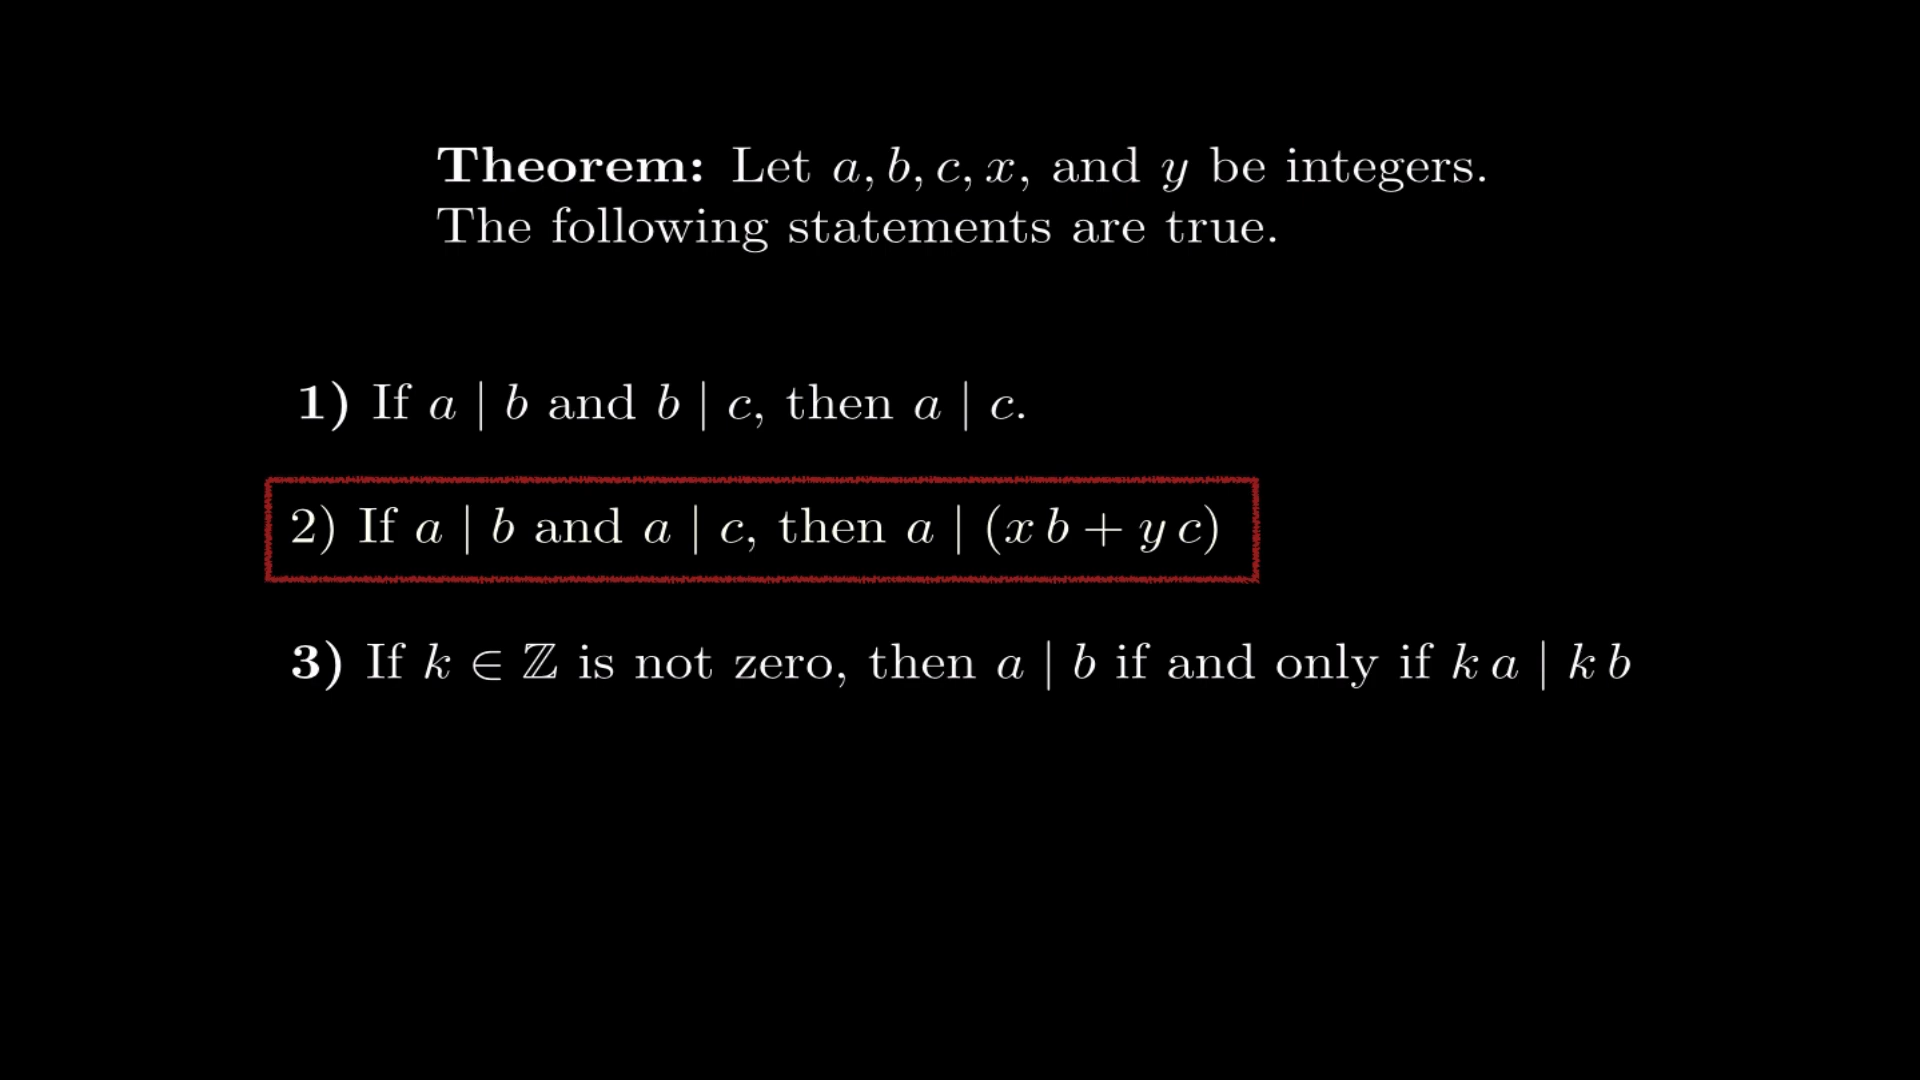 Theorem: Let a, b, c, x, and y be integers.
The following statements are true.
1) If a | b and b | c, then a | c.
2) If a | b and a | c, then a | (x b + y c)
3) If k ∈ ℤ is not zero, then a | b if and only if k a | k b